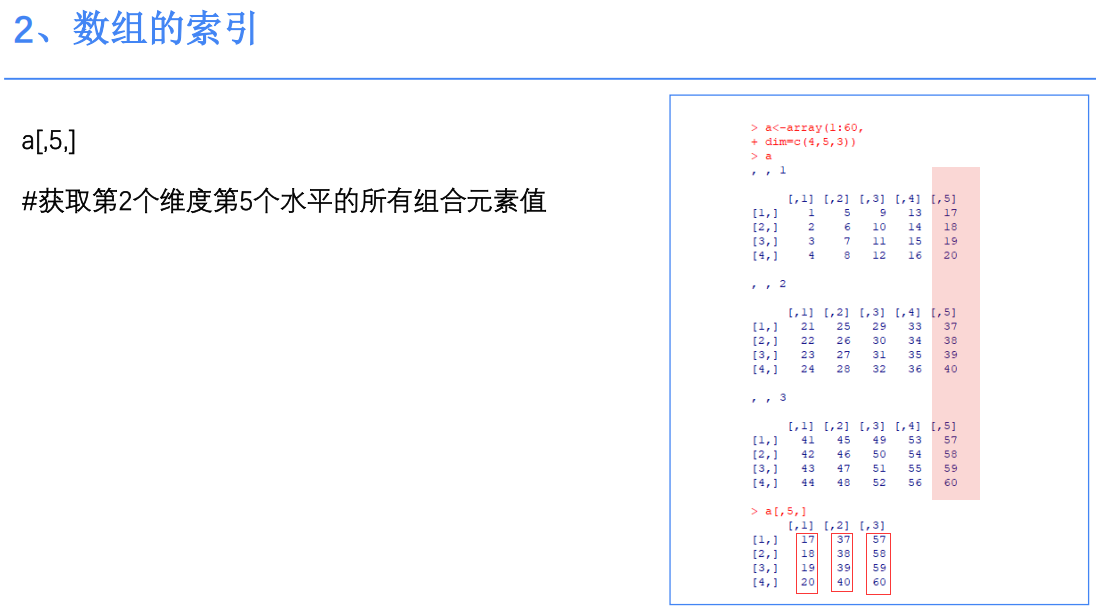 2、数组的索引
a[,5,]
#获取第2个维度第5个水平的所有组合元素值
> a<-array(1:60,
+ dim=c(4,5,3))
> a
, , 1
[,1] [,2] [,3] [,4] [,5]
[1,] 1 5 9 13 17
[2,] 2 6 10 14 18
[3,] 3 7 11 15 19
[4,] 4 8 12 16 20
, , 2
[,1] [,2] [,3] [,4] [,5]
[1,] 21 25 29 33 37
[2,] 22 26 30 34 38
[3,] 23 27 31 35 39
[4,] 24 28 32 36 40
, , 3
[,1] [,2] [,3] [,4] [,5]
[1,] 41 45 49 53 57
[2,] 42 46 50 54 58
[3,] 43 47 51 55 59
[4,] 44 48 52 56 60
> a[,5,]
[,1] [,2] [,3]
[1,] 17 37 57
[2,] 18 38 58
[3,] 19 39 59
[4,] 20 40 60